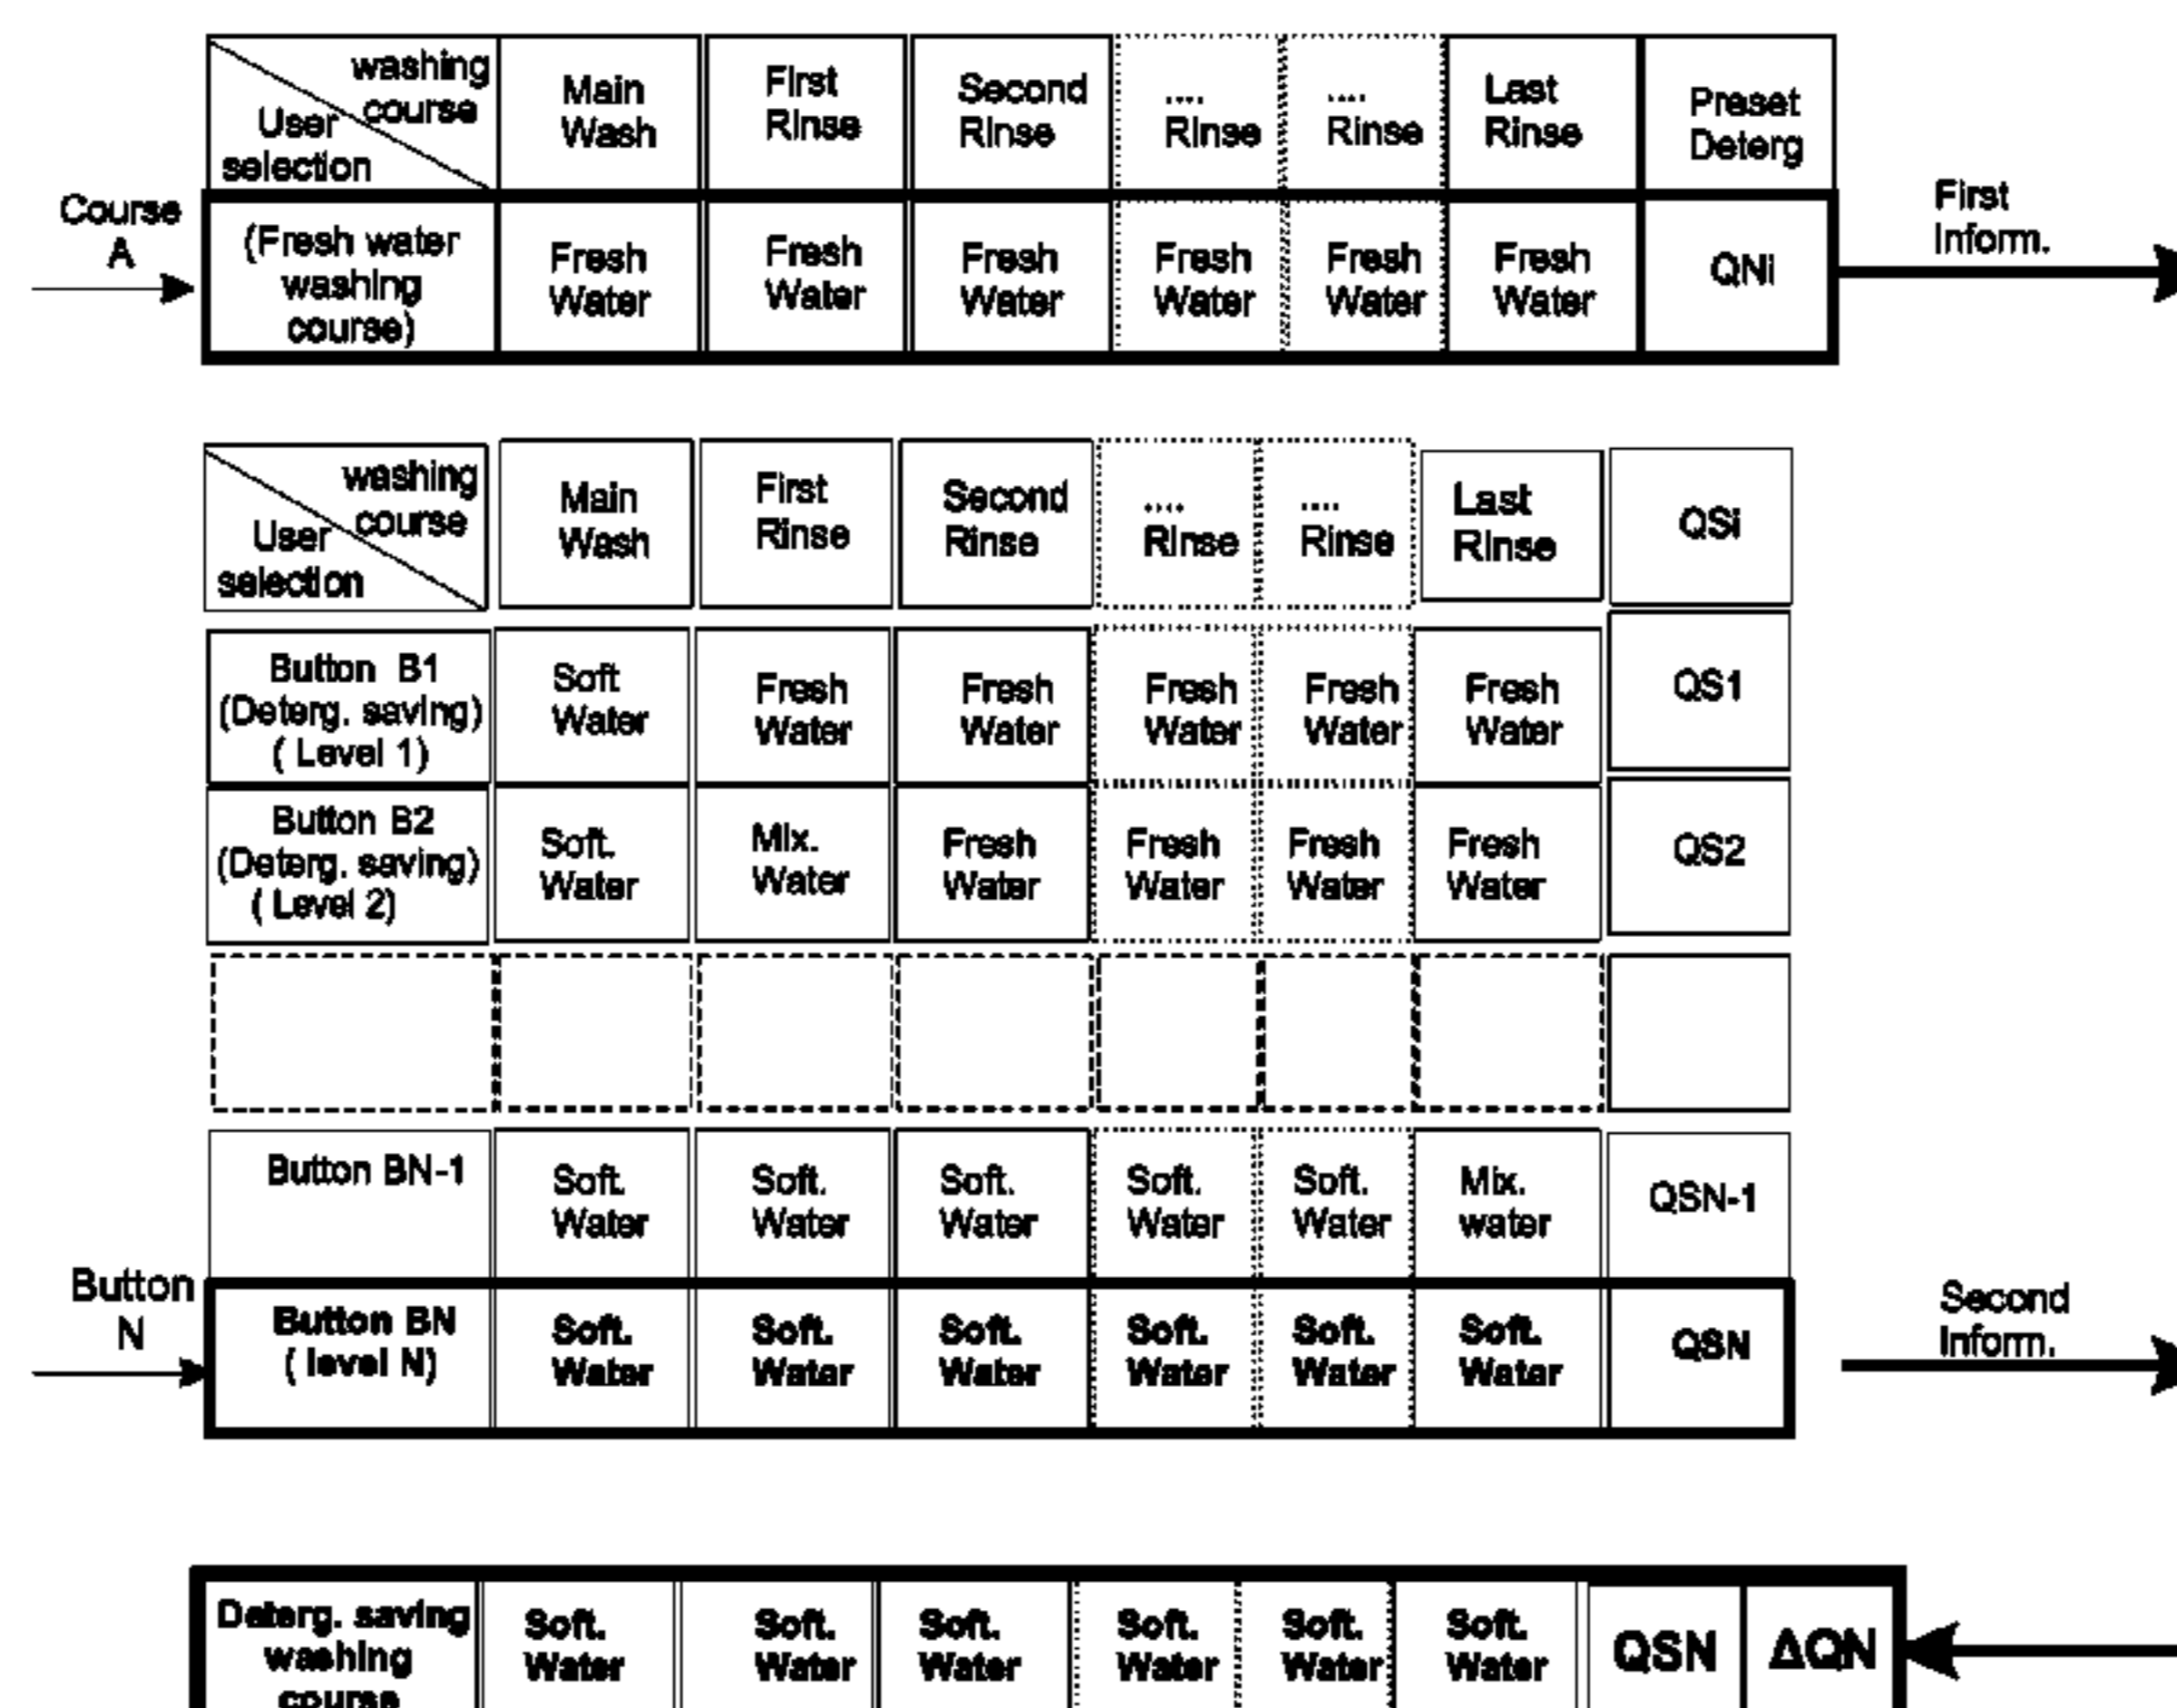 washing
course
User
selection
Main
Wash
First
Rinse
Second
Rinse
....
Rinse
....
Rinse
Last
Rinse
Preset
Deterg
Course
A
(Fresh water
washing
course)
Fresh
Water
Fresh
Water
Fresh
Water
Fresh
Water
Fresh
Water
Fresh
Water
QNi
First
Inform.
washing
course
User
selection
Main
Wash
First
Rinse
Second
Rinse
....
Rinse
....
Rinse
Last
Rinse
QSi
Button B1
(Deterg. saving)
( Level 1)
Soft
Water
Fresh
Water
Fresh
Water
Fresh
Water
Fresh
Water
Fresh
Water
QS1
Button B2
(Deterg. saving)
( Level 2)
Soft.
Water
Mix.
Water
Fresh
Water
Fresh
Water
Fresh
Water
Fresh
Water
QS2
Button BN-1
Soft.
Water
Soft.
Water
Soft.
Water
Soft.
Water
Soft.
Water
Mix.
water
QSN-1
Button
N
Button BN
( level N)
Soft.
Water
Soft.
Water
Soft.
Water
Soft.
Water
Soft.
Water
Soft.
Water
QSN
Second
Inform.
Deterg. saving
washing
course
Soft.
Water
Soft.
Water
Soft.
Water
Soft.
Water
Soft.
Water
Soft.
Water
QSN
ΔQN